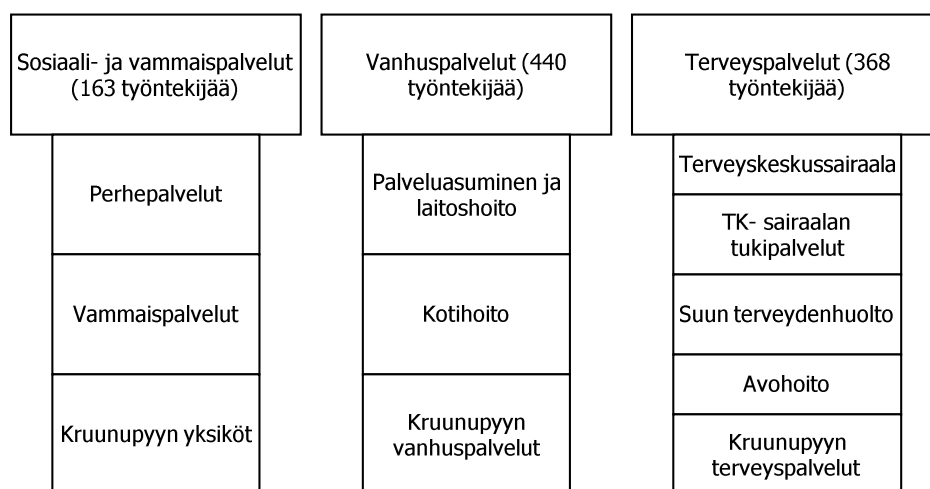 Sosiaali- ja vammaispalvelut
(163 työntekijää)
Perhepalvelut
Vammaispalvelut
Kruunupyyn yksiköt
Vanhuspalvelut (440
työntekijää)
Palveluasuminen ja
laitoshoito
Kotihoito
Kruunupyyn
vanhuspalvelut
Terveyspalvelut (368
työntekijää)
Terveyskeskussairaala
TK- sairaalan
tukipalvelut
Suun terveydenhuolto
Avohoito
Kruunupyyn
terveyspalvelut